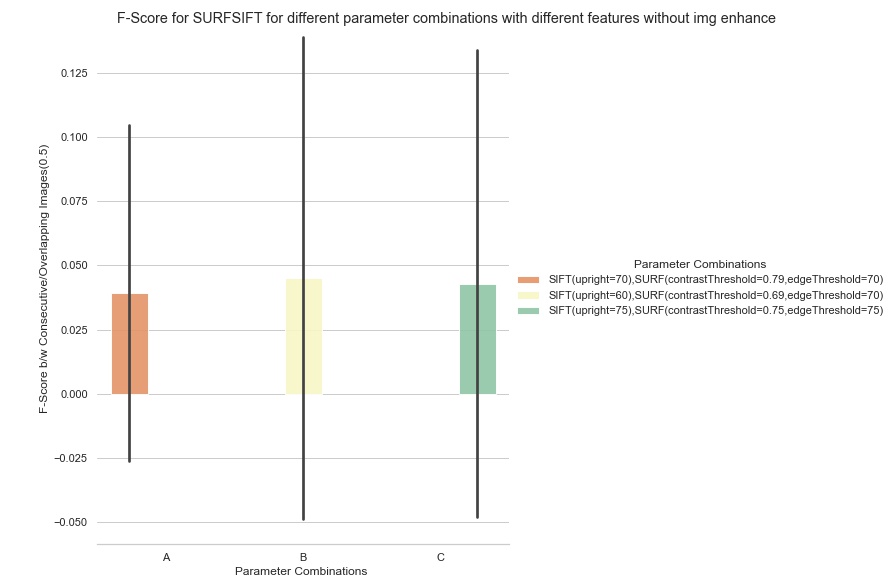 F-Score for SURFSIFT for different parameter combinations with different features without img enhance
F-Score b/w Consecutive/Overlapping Images(0.5)
0.125
0.100
0.075
0.050
0.025
0.000
−0.025
−0.050
A B C
Parameter Combinations
Parameter Combinations
SIFT(upright=70),SURF(contrastThreshold=0.79,edgeThreshold=70)
SIFT(upright=60),SURF(contrastThreshold=0.69,edgeThreshold=70)
SIFT(upright=75),SURF(contrastThreshold=0.75,edgeThreshold=75)